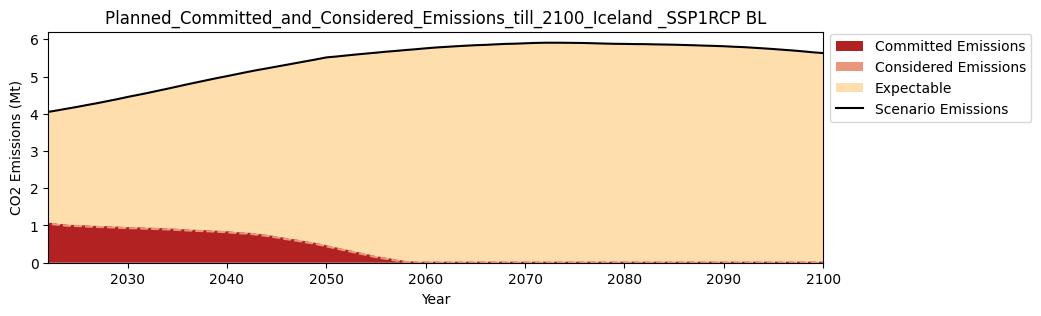 Planned_Committed_and_Considered_Emissions_till_2100_Iceland _SSP1RCP BL
6
5
4
3
2
1
0
CO2 Emissions (Mt)
2030 2040 2050 2060 2070 2080 2090 2100
Year
Committed Emissions
Considered Emissions
Expectable
Scenario Emissions